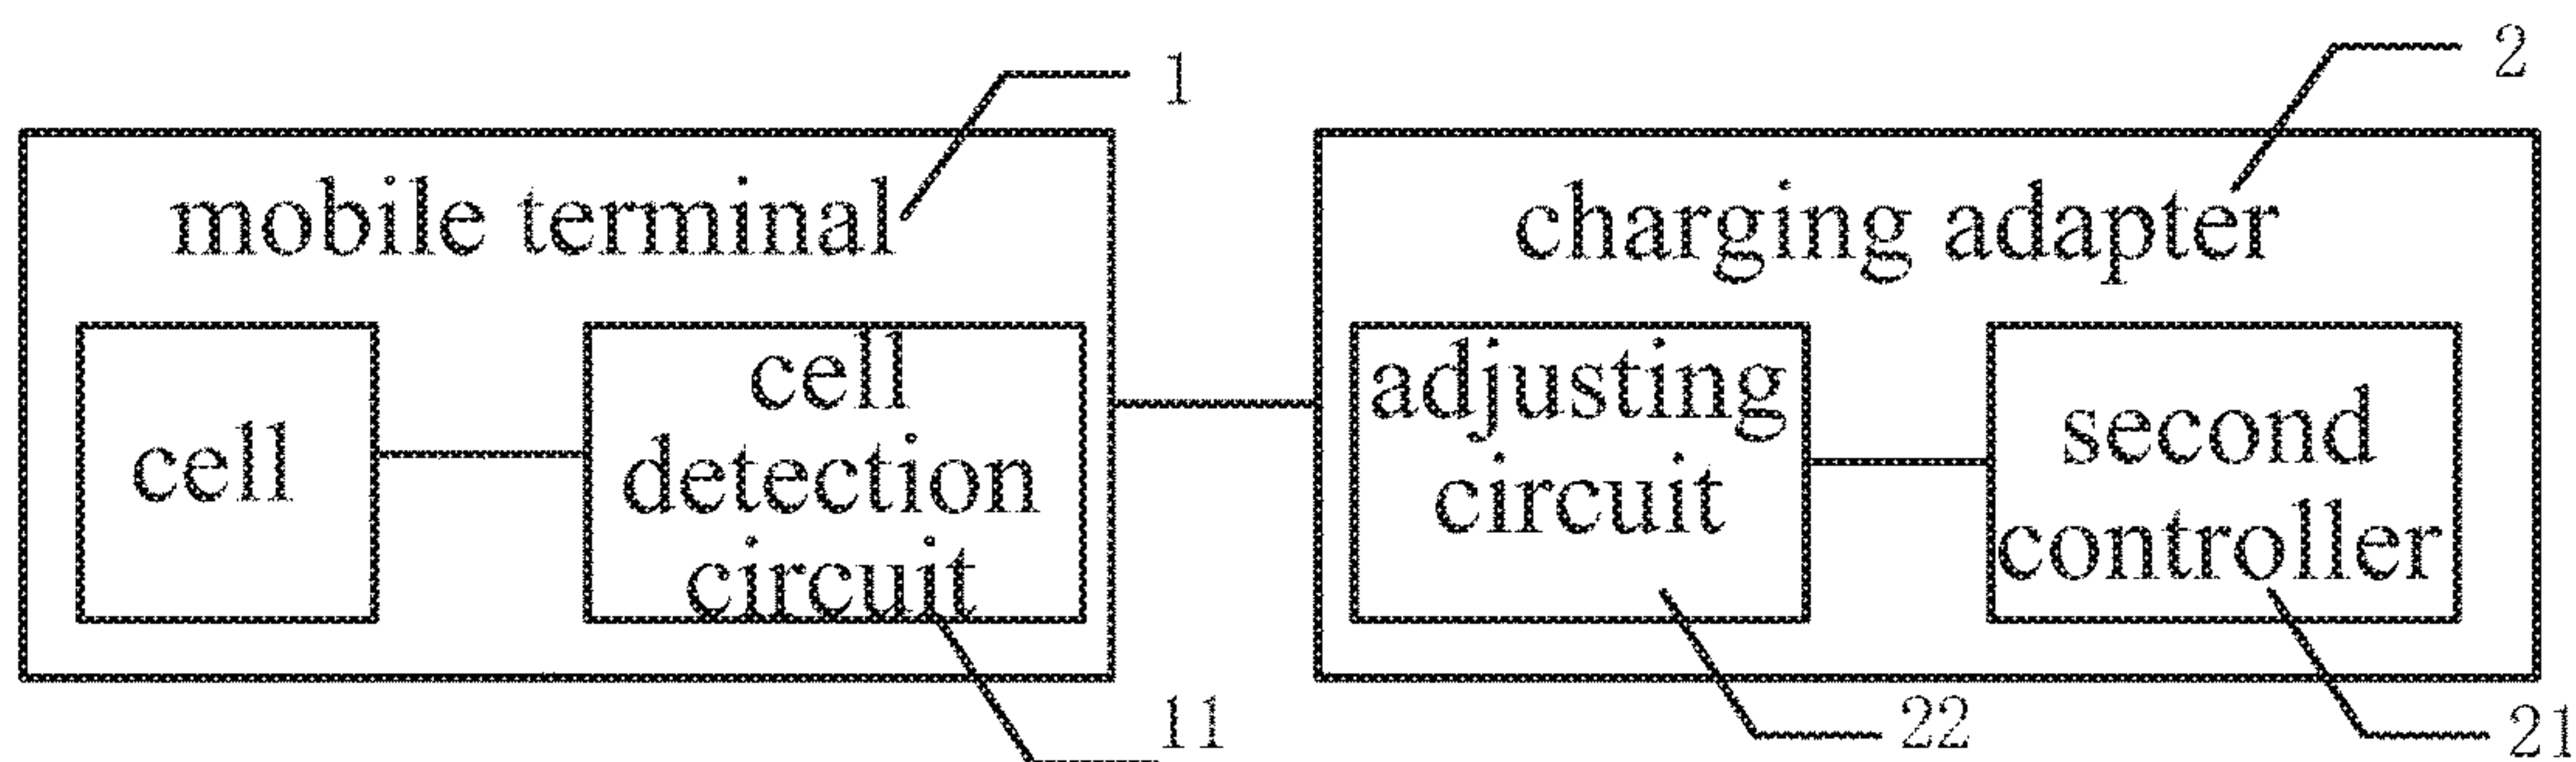 1
2
mobile terminal
charging adapter
cell
cell
detection
circuit
adjusting
circuit
second
controller
11
22
21